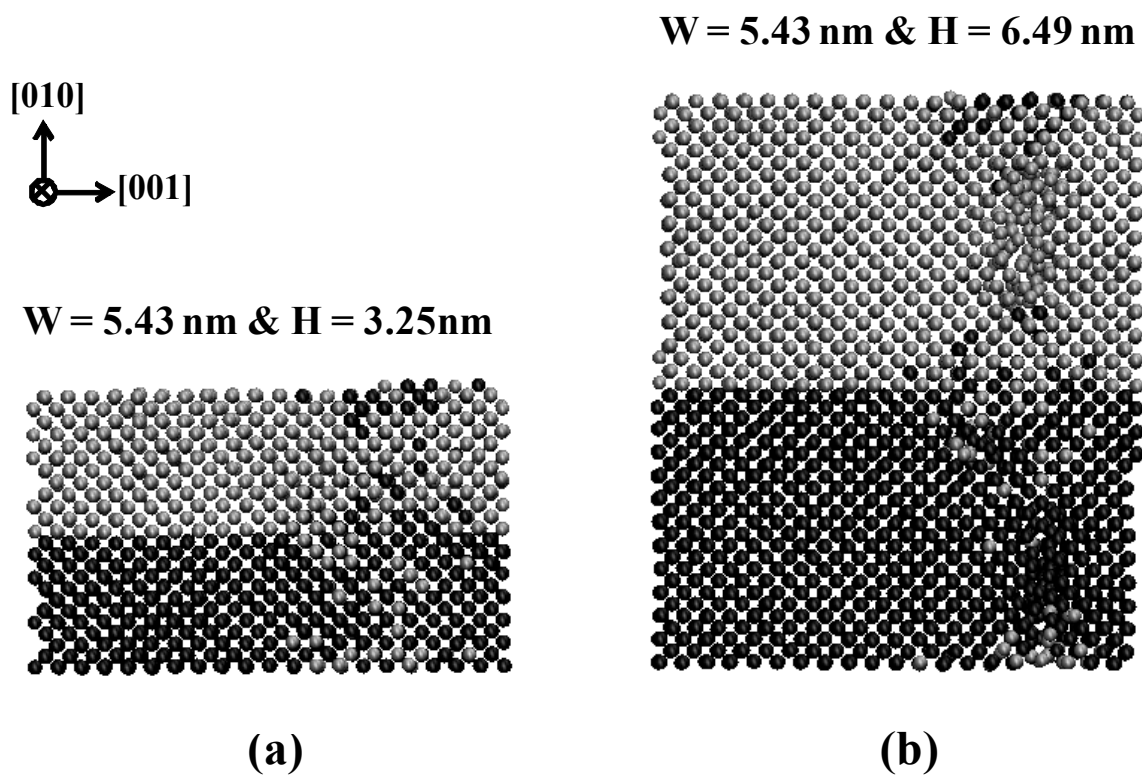 W = 5.43 nm & H = 6.49 nm
[010]
[001]
W = 5.43 nm & H = 3.25nm
(a)
(b)